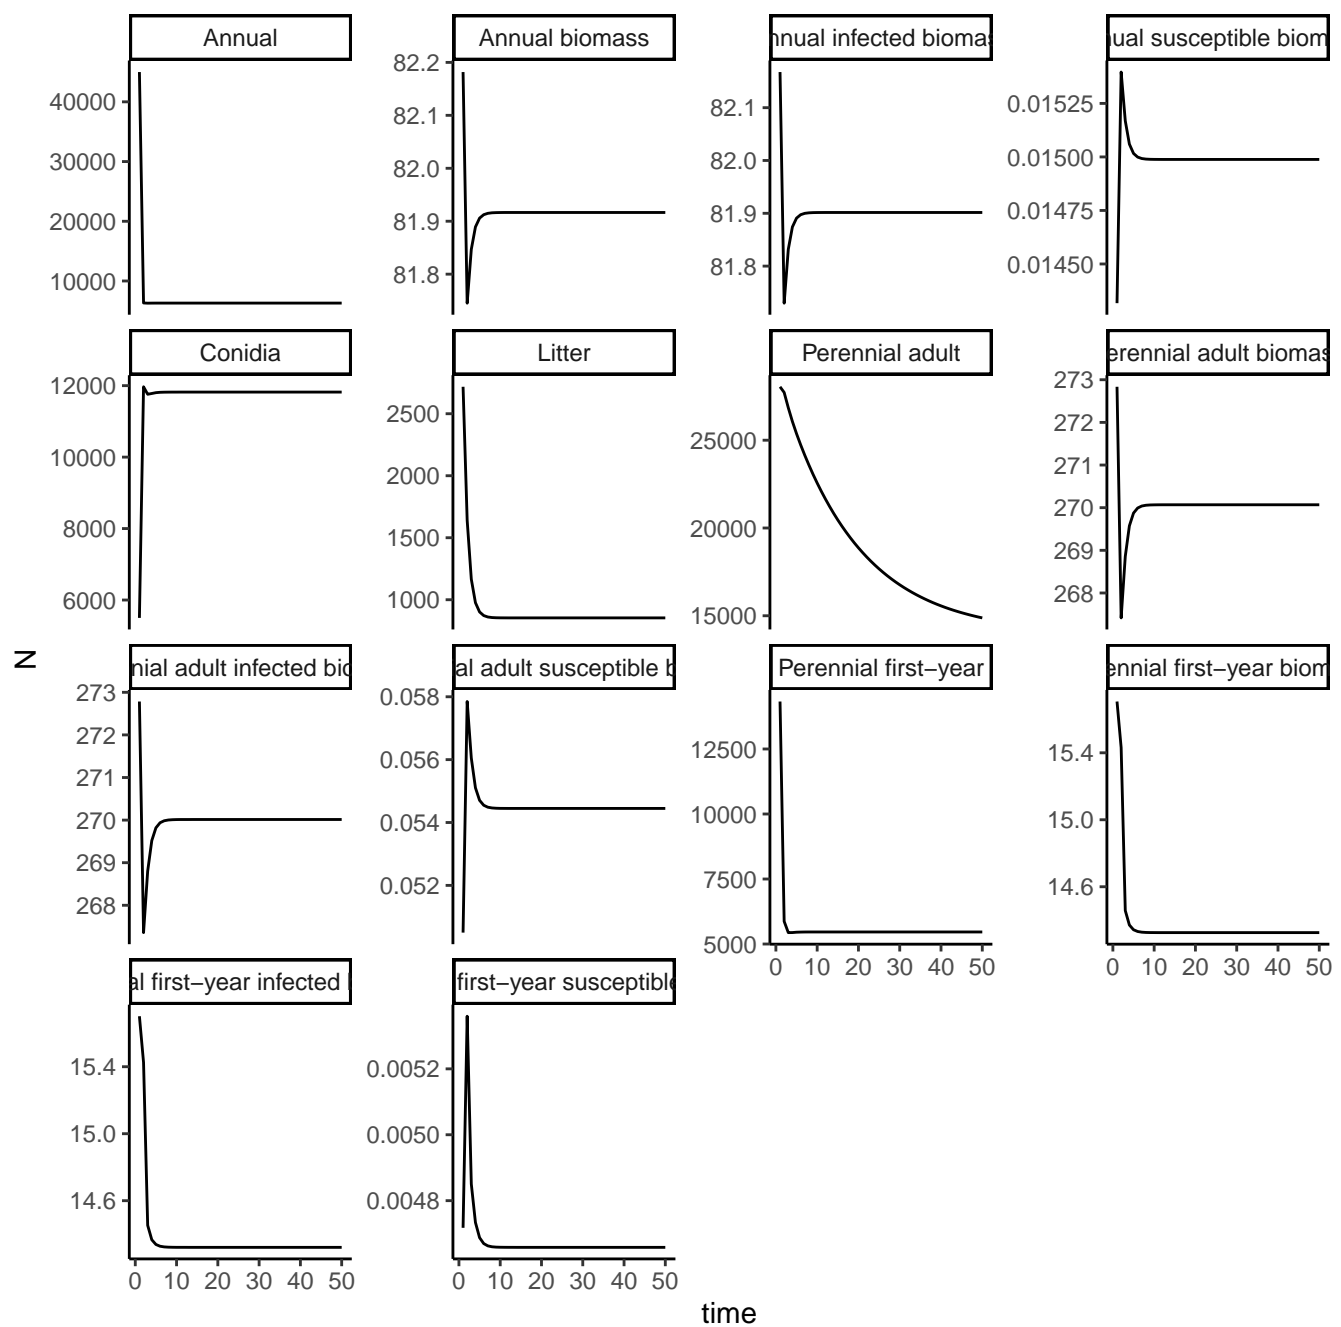 Annual
Annual biomass
nnual infected biomas
ual susceptible biom
40000
30000
20000
10000
82.2
82.1
82.0
81.9
81.8
82.1
82.0
81.9
81.8
0.01525
0.01500
0.01475
0.01450
Conidia
Litter
Perennial adult
erennial adult biomas
12000
10000
8000
6000
2500
2000
1500
1000
25000
20000
15000
273
272
271
270
269
268
N
nial adult infected bio
al adult susceptible b
Perennial first−year
ennial first−year biom
273
272
271
270
269
268
0.058
0.056
0.054
0.052
12500
10000
7500
5000
0 10 20 30 40 50
15.4
15.0
14.6
0 10 20 30 40 50
al first−year infected
first−year susceptible
15.4
15.0
14.6
0 10 20 30 40 50
0.0052
0.0050
0.0048
0 10 20 30 40 50
time